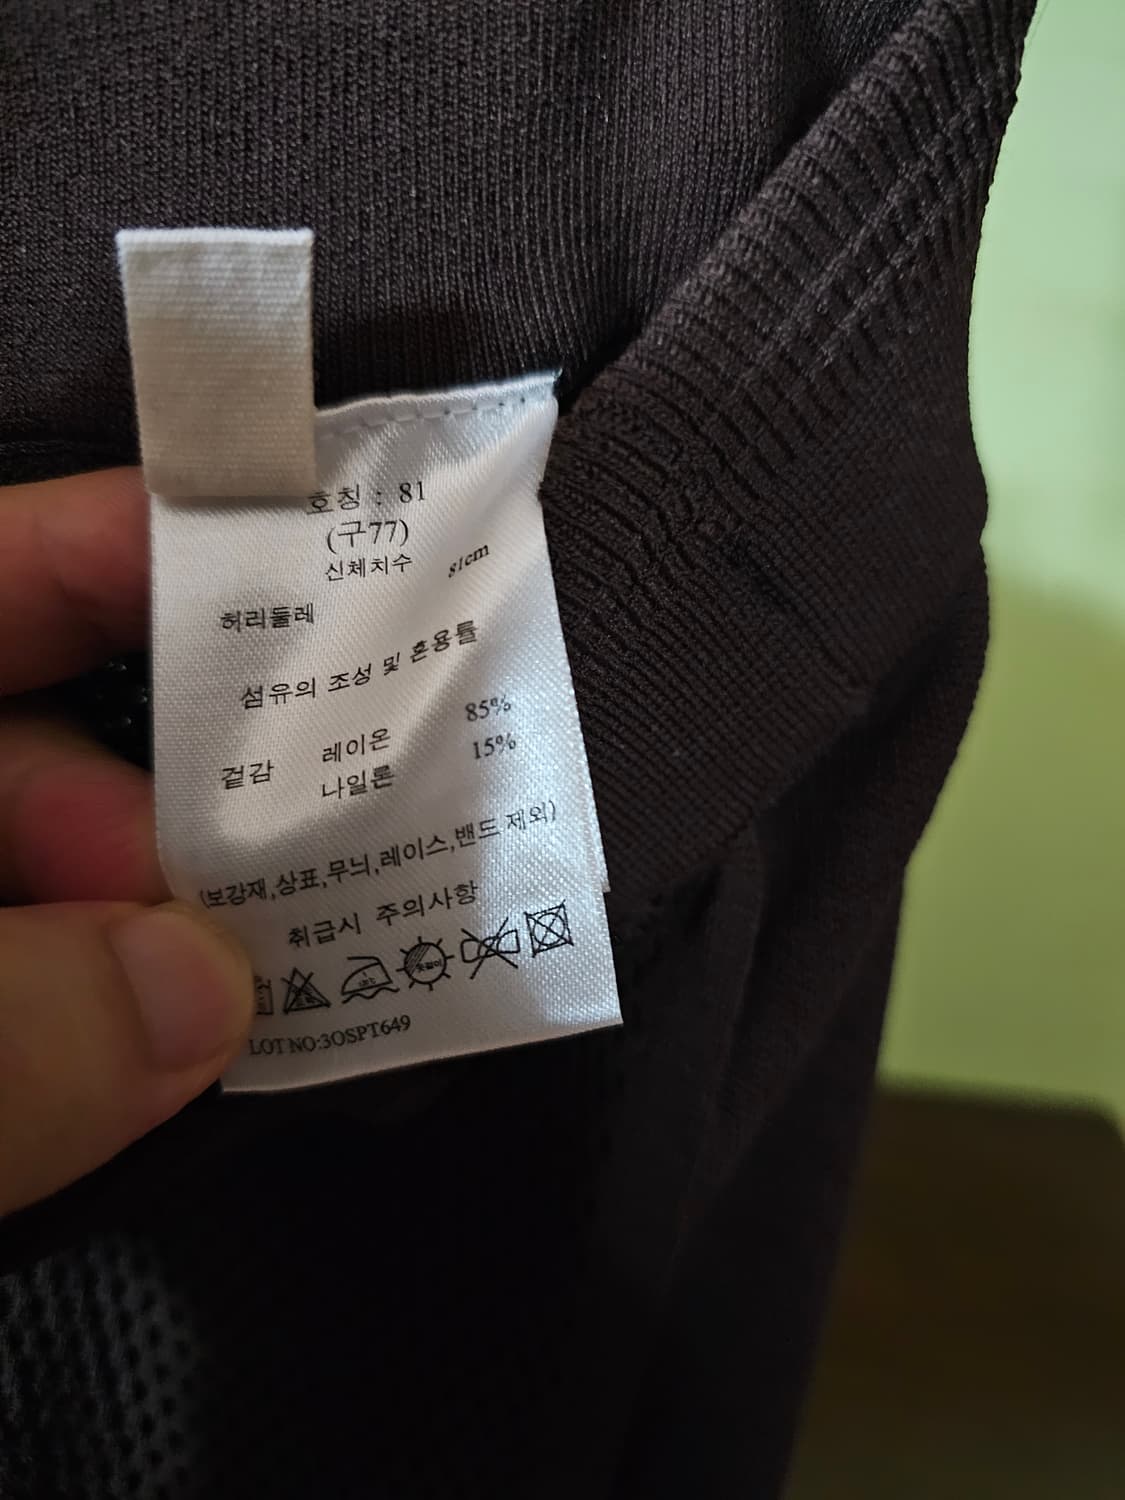 호칭 : 81
(구77)
신체치수
허리둘레 81cm
섬유의 조성 및 혼용률
겉감 레이온 85%
나일론 15%
(보강재,상표,무늬,레이스,밴드 제외)
취급시 주의사항
LOT NO:3OSPT649